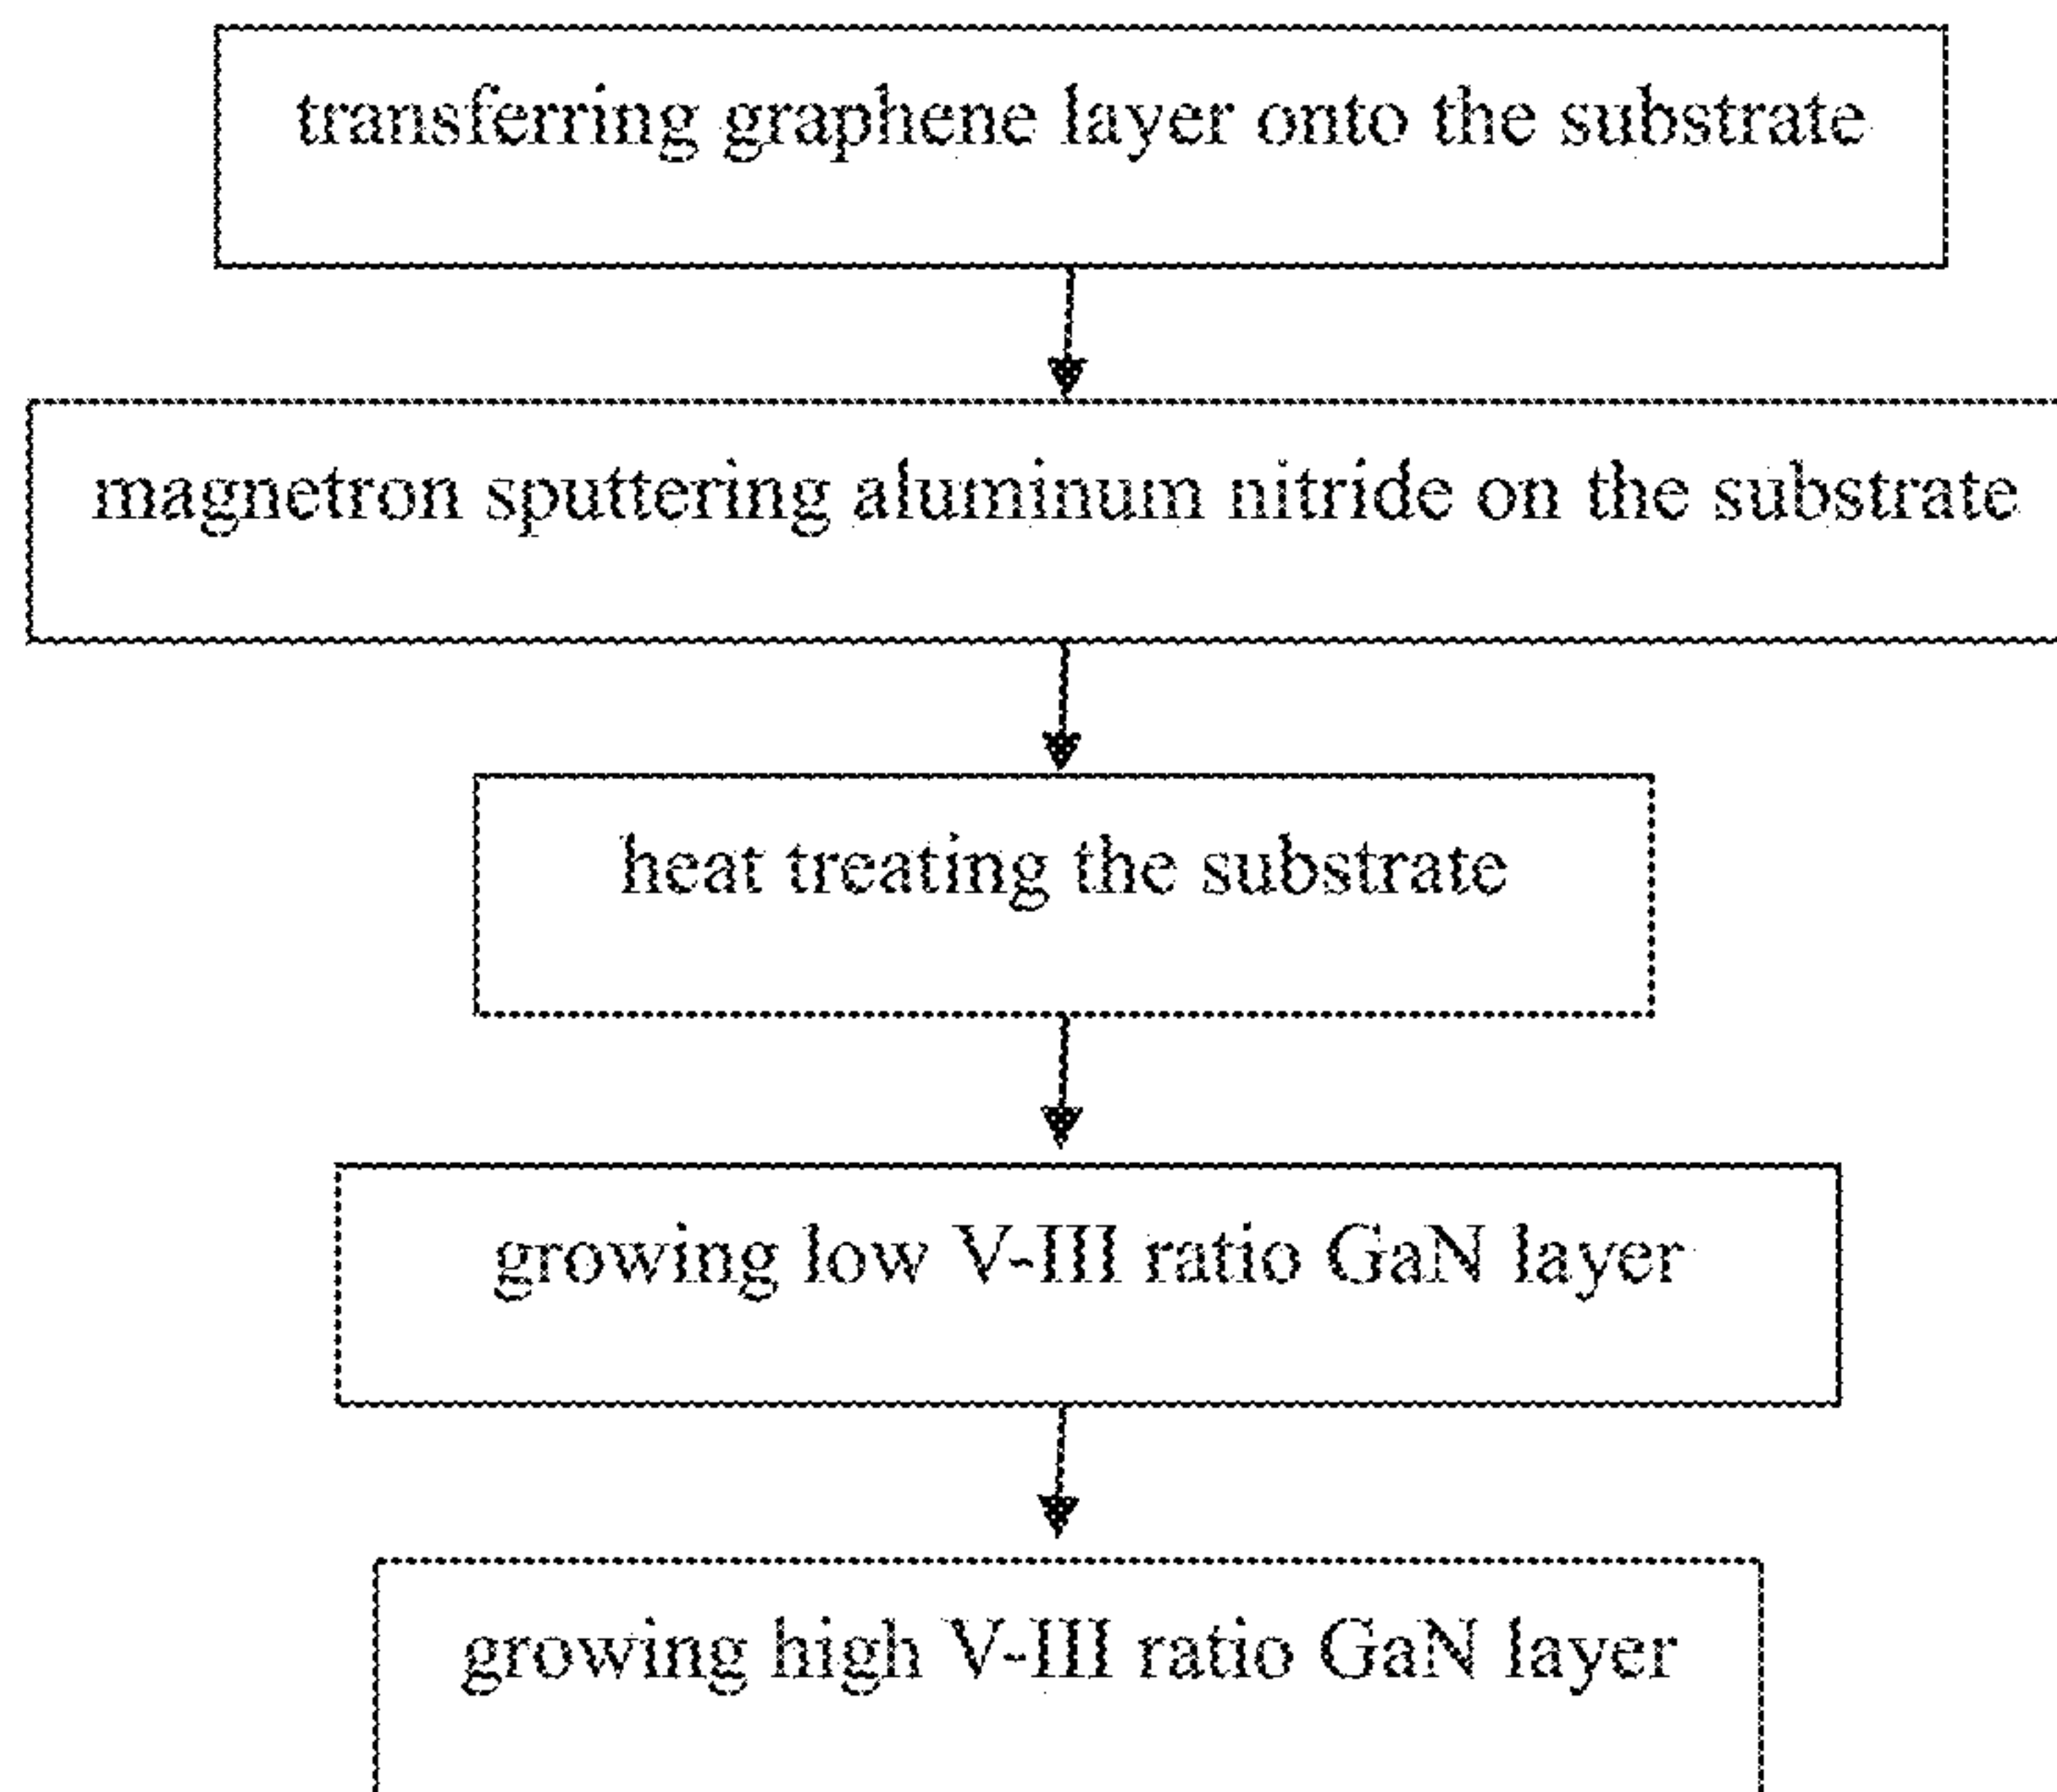 transferring graphene layer onto the substrate
magnetron sputtering aluminum nitride on the substrate
heat treating the substrate
growing low V-III ratio GaN layer
growing high V-III ratio GaN layer